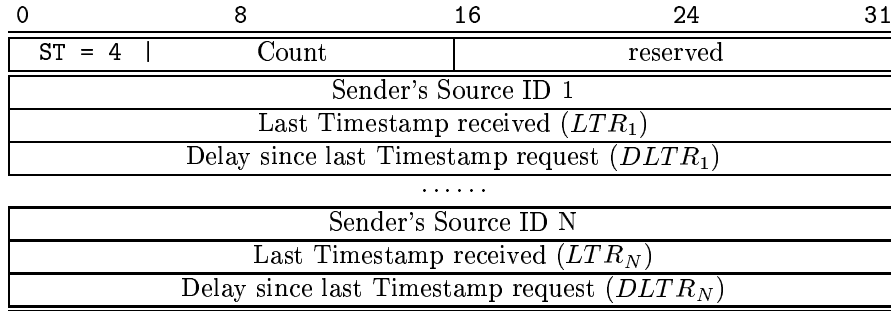 0 8 16 24 31
ST = 4 | Count reserved
Sender's Source ID 1
Last Timestamp received (LTR₁)
Delay since last Timestamp request (DLTR₁)
......
Sender's Source ID N
Last Timestamp received (LTR_N)
Delay since last Timestamp request (DLTR_N)